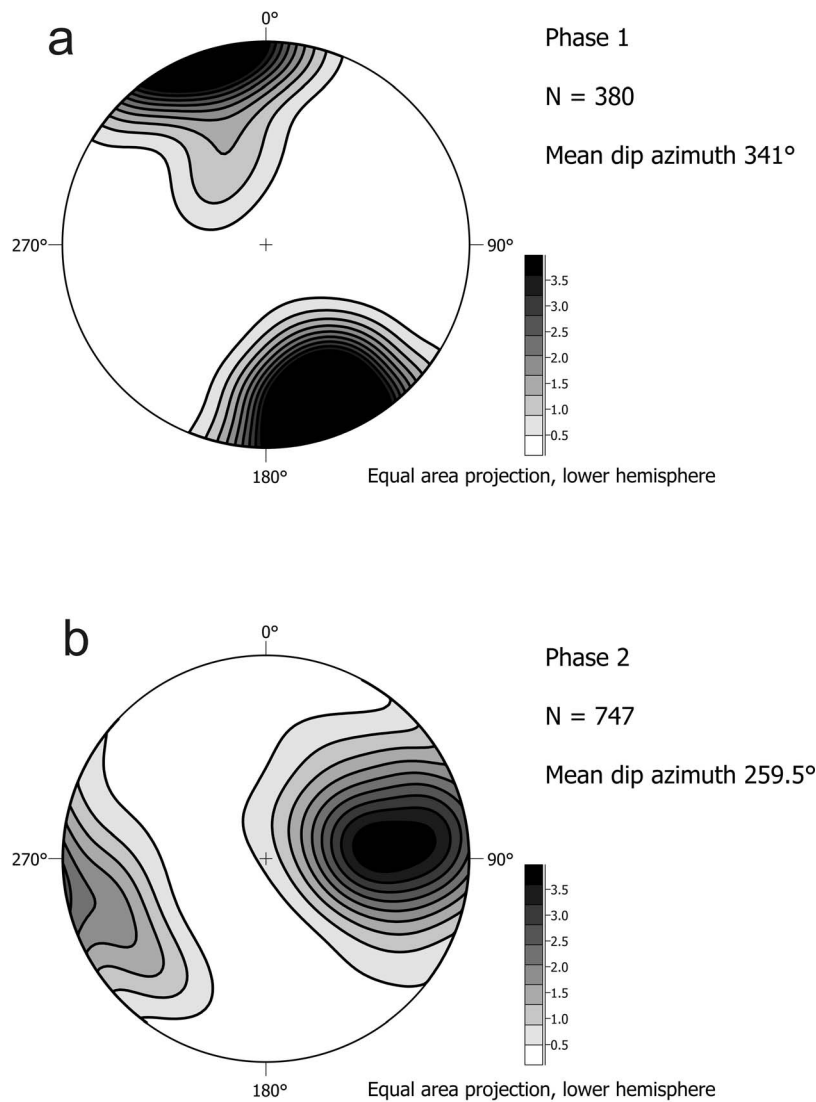 a
0°
Phase 1
N = 380
Mean dip azimuth 341°
270°
90°
3.5
3.0
2.5
2.0
1.5
1.0
0.5
180°
Equal area projection, lower hemisphere
b
0°
Phase 2
N = 747
Mean dip azimuth 259.5°
270°
90°
3.5
3.0
2.5
2.0
1.5
1.0
0.5
180°
Equal area projection, lower hemisphere